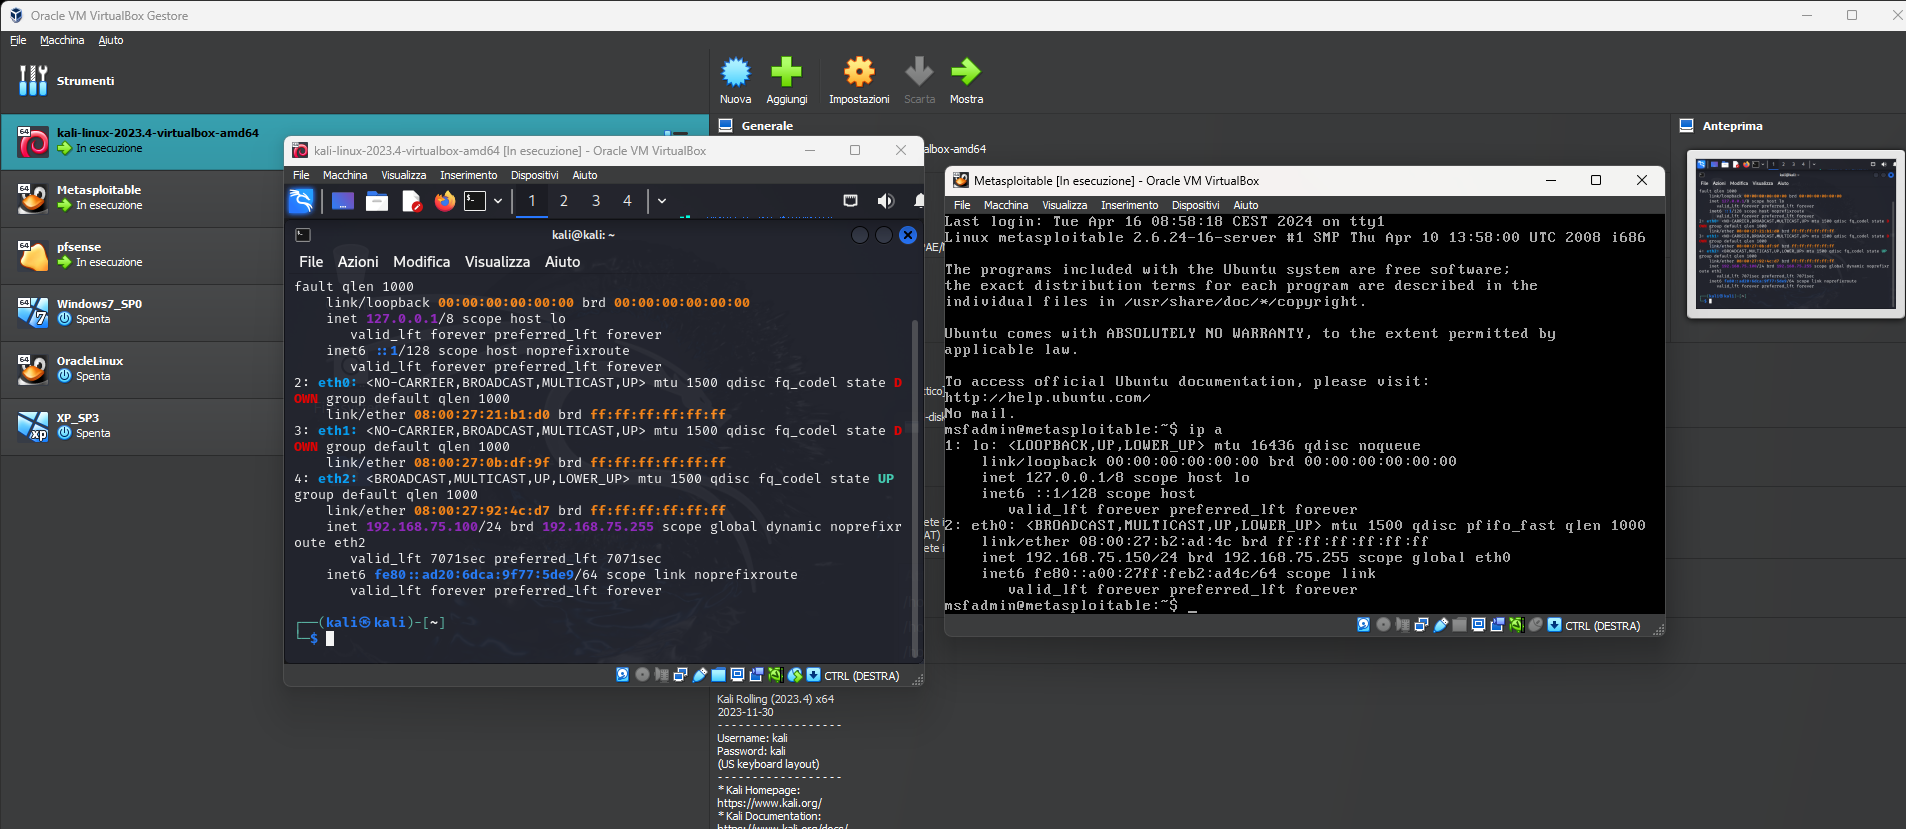 Oracle VM VirtualBox Gestore
File Macchina Aiuto
Strumenti
kali-linux-2023.4-virtualbox-amd64
In esecuzione
Metasploitable
In esecuzione
pfsense
In esecuzione
Windows7_SP0
Spenta
OracleLinux
Spenta
XP_SP3
Spenta
Nuova Aggiungi Impostazioni Scarta Mostra
Generale
albox-amd64
Anteprima
kali-linux-2023.4-virtualbox-amd64 [In esecuzione] - Oracle VM VirtualBox
File Macchina Visualizza Inserimento Dispositivi Aiuto
1 2 3 4
kali@kali: ~
File Azioni Modifica Visualizza Aiuto
fault qlen 1000
link/loopback 00:00:00:00:00:00 brd 00:00:00:00:00:00
inet 127.0.0.1/8 scope host lo
valid_lft forever preferred_lft forever
inet6 ::1/128 scope host noprefixroute
valid_lft forever preferred_lft forever
2: eth0: <NO-CARRIER,BROADCAST,MULTICAST,UP> mtu 1500 qdisc fq_codel state D
OWN group default qlen 1000
link/ether 08:00:27:21:b1:d0 brd ff:ff:ff:ff:ff:ff
3: eth1: <NO-CARRIER,BROADCAST,MULTICAST,UP> mtu 1500 qdisc fq_codel state D
OWN group default qlen 1000
link/ether 08:00:27:0b:df:9f brd ff:ff:ff:ff:ff:ff
4: eth2: <BROADCAST,MULTICAST,UP,LOWER_UP> mtu 1500 qdisc fq_codel state UP
group default qlen 1000
link/ether 08:00:27:92:4c:d7 brd ff:ff:ff:ff:ff:ff
inet 192.168.75.100/24 brd 192.168.75.255 scope global dynamic noprefixr
oute eth2
valid_lft 7071sec preferred_lft 7071sec
inet6 fe80::ad20:6dca:9f77:5de9/64 scope link noprefixroute
valid_lft forever preferred_lft forever
(kali㉿kali)-[~]
$
CTRL (DESTRA)
Metasploitable [In esecuzione] - Oracle VM VirtualBox
File Macchina Visualizza Inserimento Dispositivi Aiuto
Last login: Tue Apr 16 08:58:18 CEST 2024 on tty1
Linux metasploitable 2.6.24-16-server #1 SMP Thu Apr 10 13:58:00 UTC 2008 i686
The programs included with the Ubuntu system are free software;
the exact distribution terms for each program are described in the
individual files in /usr/share/doc/*/copyright.
Ubuntu comes with ABSOLUTELY NO WARRANTY, to the extent permitted by
applicable law.
To access official Ubuntu documentation, please visit:
http://help.ubuntu.com/
No mail.
msfadmin@metasploitable:~$ ip a
1: lo: <LOOPBACK,UP,LOWER_UP> mtu 16436 qdisc noqueue
link/loopback 00:00:00:00:00:00 brd 00:00:00:00:00:00
inet 127.0.0.1/8 scope host lo
inet6 ::1/128 scope host
valid_lft forever preferred_lft forever
2: eth0: <BROADCAST,MULTICAST,UP,LOWER_UP> mtu 1500 qdisc pfifo_fast qlen 1000
link/ether 08:00:27:b2:ad:4c brd ff:ff:ff:ff:ff:ff
inet 192.168.75.150/24 brd 192.168.75.255 scope global eth0
inet6 fe80::a00:27ff:feb2:ad4c/64 scope link
valid_lft forever preferred_lft forever
msfadmin@metasploitable:~$ _
CTRL (DESTRA)
Kali Rolling (2023.4) x64
2023-11-30
- - - - - - - - - - - - - - - - - -
Username: kali
Password: kali
(US keyboard layout)
- - - - - - - - - - - - - - - - - -
* Kali Homepage:
https://www.kali.org/
* Kali Documentation:
https://www.kali.org/docs/